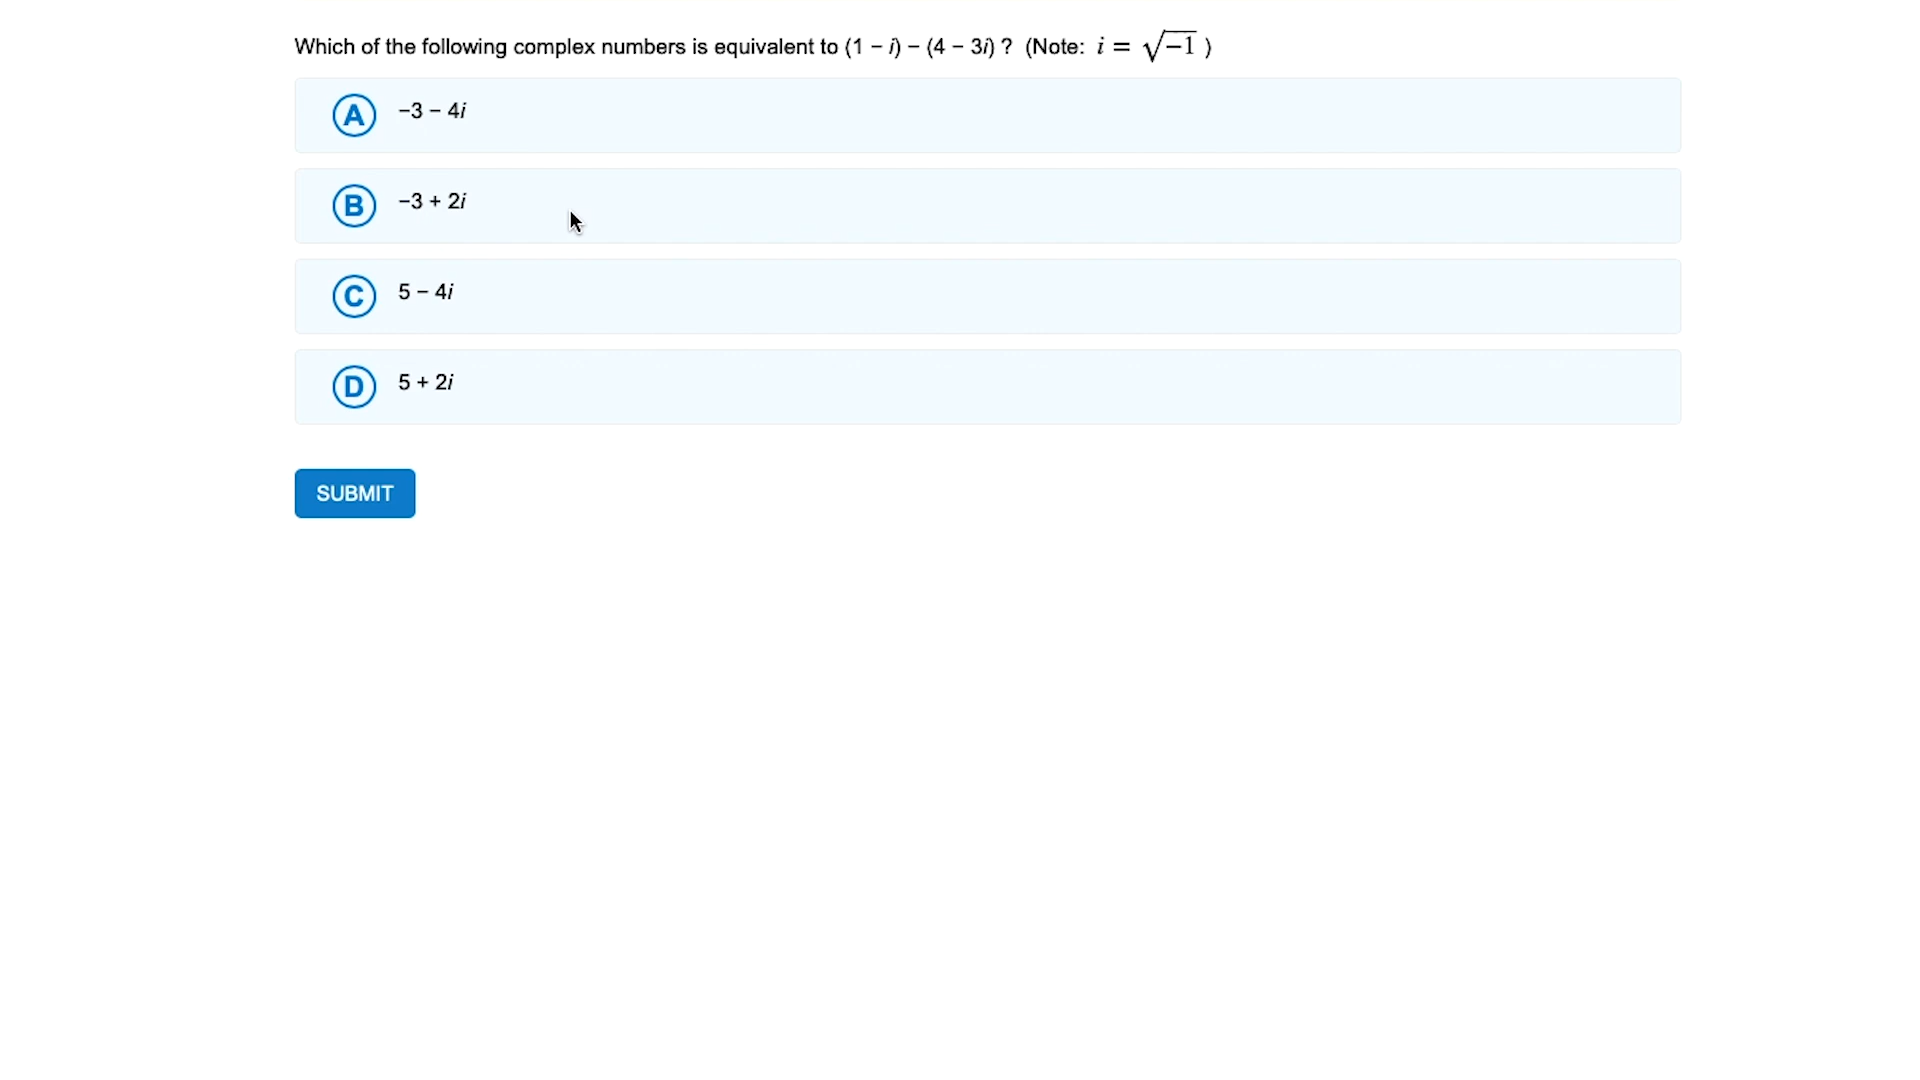 Which of the following complex numbers is equivalent to (1 − i) − (4 − 3i) ? (Note: i = √−1 )
A −3 − 4i
B −3 + 2i
C 5 − 4i
D 5 + 2i
SUBMIT